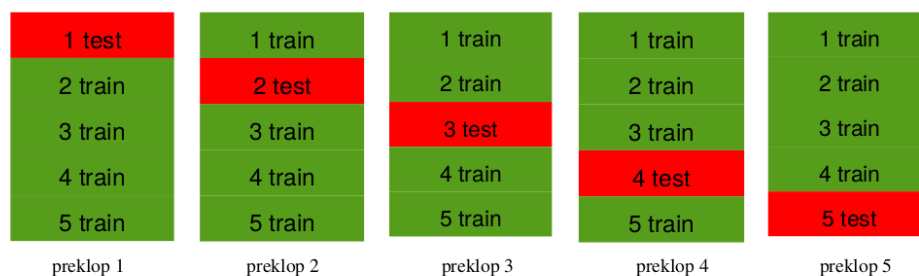 1 test
2 train
3 train
4 train
5 train
preklop 1
1 train
2 test
3 train
4 train
5 train
preklop 2
1 train
2 train
3 test
4 train
5 train
preklop 3
1 train
2 train
3 train
4 test
5 train
preklop 4
1 train
2 train
3 train
4 train
5 test
preklop 5